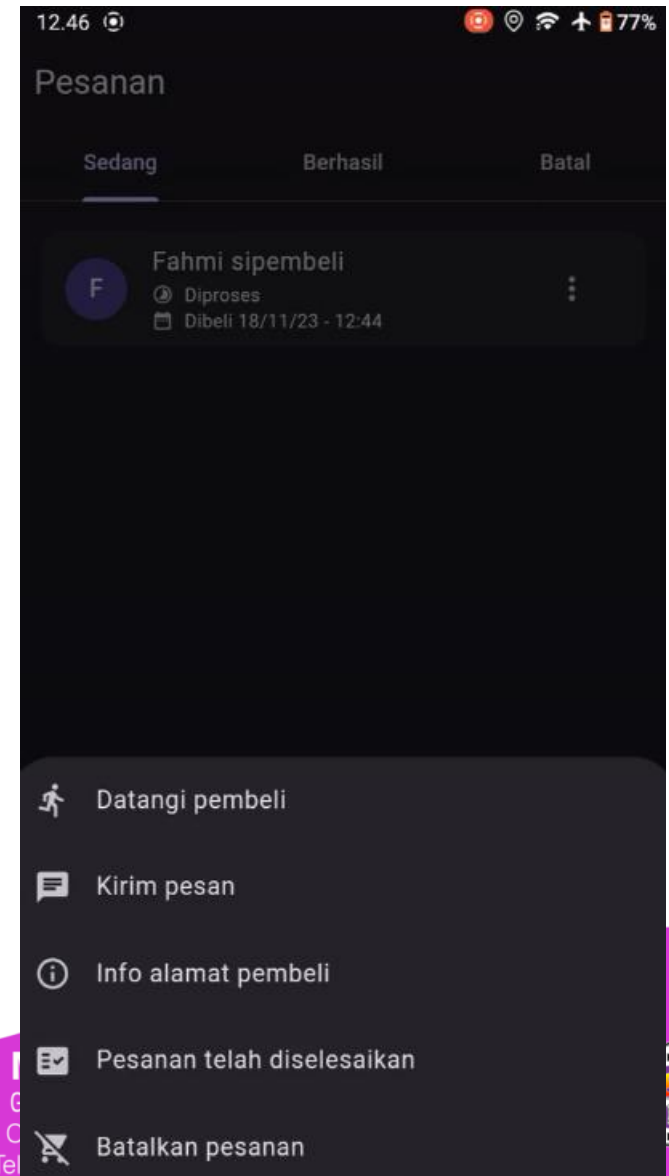 12.46
77%
Pesanan
Sedang
Berhasil
Batal
F
Fahmi sipembeli
Diproses
Dibeli 18/11/23 - 12:44
Datangi pembeli
Kirim pesan
Info alamat pembeli
Pesanan telah diselesaikan
Batalkan pesanan